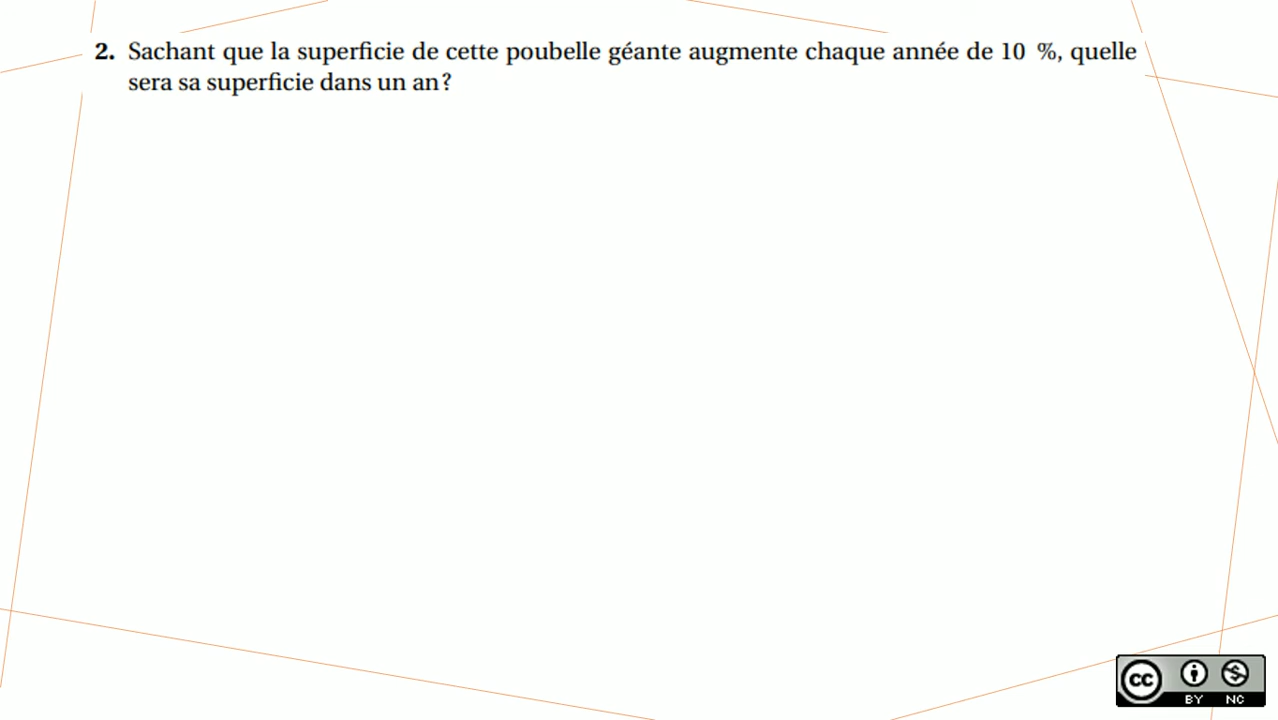 2. Sachant que la superficie de cette poubelle géante augmente chaque année de 10 %, quelle
sera sa superficie dans un an ?
CC
BY NC